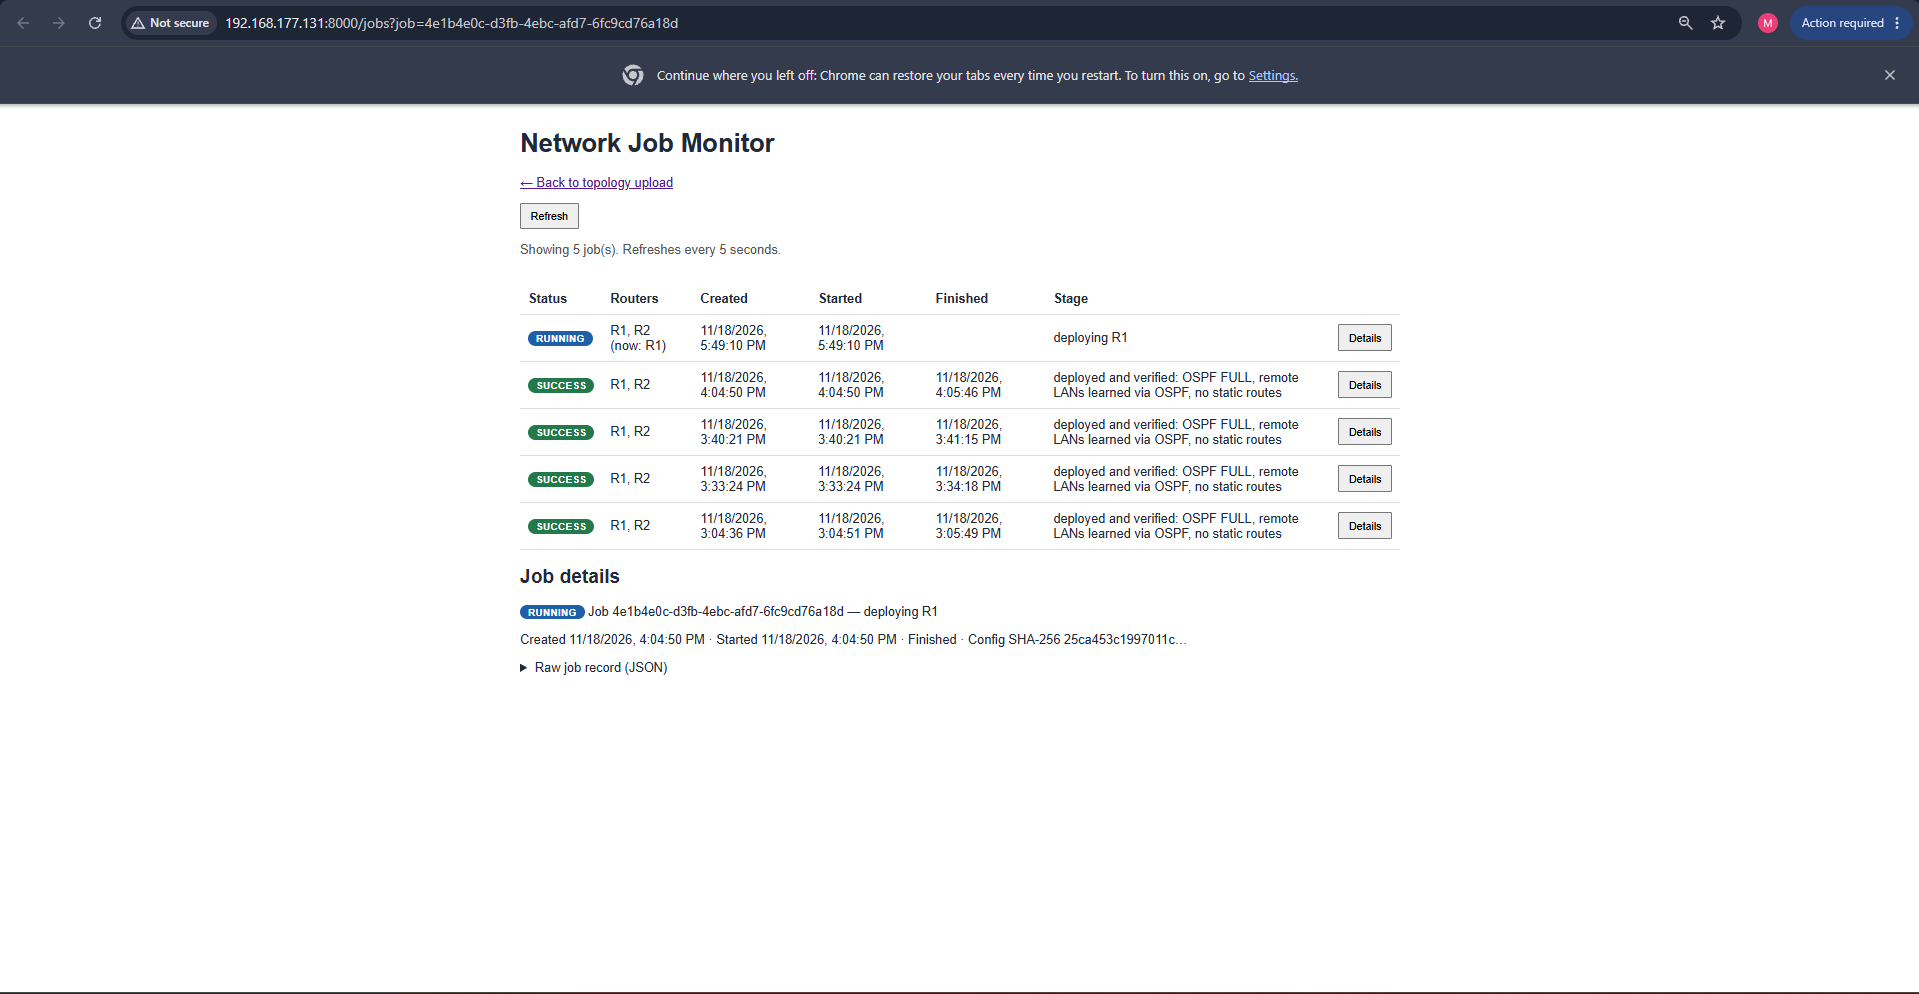 Not secure
192.168.177.131:8000/jobs?job=4e1b4e0c-d3fb-4ebc-afd7-6fc9cd76a18d
M
Action required
Continue where you left off: Chrome can restore your tabs every time you restart. To turn this on, go to Settings.
Network Job Monitor
← Back to topology upload
Refresh
Showing 5 job(s). Refreshes every 5 seconds.
Status Routers Created Started Finished Stage
RUNNING R1, R2 (now: R1) 11/18/2026, 5:49:10 PM 11/18/2026, 5:49:10 PM deploying R1 Details
SUCCESS R1, R2 11/18/2026, 4:04:50 PM 11/18/2026, 4:04:50 PM 11/18/2026, 4:05:46 PM deployed and verified: OSPF FULL, remote LANs learned via OSPF, no static routes Details
SUCCESS R1, R2 11/18/2026, 3:40:21 PM 11/18/2026, 3:40:21 PM 11/18/2026, 3:41:15 PM deployed and verified: OSPF FULL, remote LANs learned via OSPF, no static routes Details
SUCCESS R1, R2 11/18/2026, 3:33:24 PM 11/18/2026, 3:33:24 PM 11/18/2026, 3:34:18 PM deployed and verified: OSPF FULL, remote LANs learned via OSPF, no static routes Details
SUCCESS R1, R2 11/18/2026, 3:04:36 PM 11/18/2026, 3:04:51 PM 11/18/2026, 3:05:49 PM deployed and verified: OSPF FULL, remote LANs learned via OSPF, no static routes Details
Job details
RUNNING Job 4e1b4e0c-d3fb-4ebc-afd7-6fc9cd76a18d — deploying R1
Created 11/18/2026, 4:04:50 PM · Started 11/18/2026, 4:04:50 PM · Finished · Config SHA-256 25ca453c1997011c…
Raw job record (JSON)